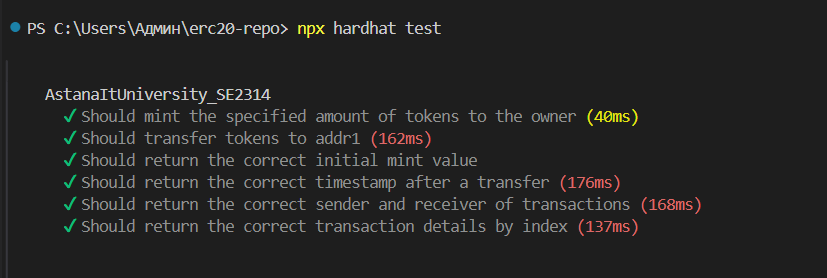 PS C:\Users\Админ\erc20-repo> npx hardhat test
AstanaItUniversity_SE2314
✓ Should mint the specified amount of tokens to the owner (40ms)
✓ Should transfer tokens to addr1 (162ms)
✓ Should return the correct initial mint value
✓ Should return the correct timestamp after a transfer (176ms)
✓ Should return the correct sender and receiver of transactions (168ms)
✓ Should return the correct transaction details by index (137ms)